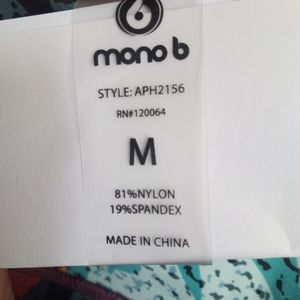 mono b
STYLE: APH2156
RN#120064
M
81%NYLON
19%SPANDEX
MADE IN CHINA